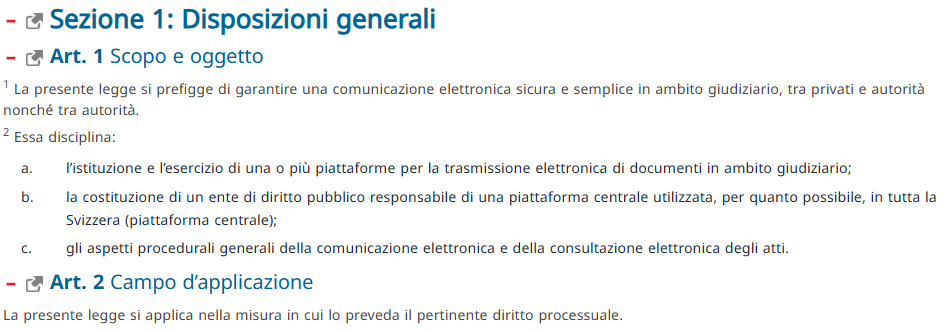 Sezione 1: Disposizioni generali
Art. 1 Scopo e oggetto
1 La presente legge si prefigge di garantire una comunicazione elettronica sicura e semplice in ambito giudiziario, tra privati e autorità
nonché tra autorità.
2 Essa disciplina:
a. l’istituzione e l’esercizio di una o più piattaforme per la trasmissione elettronica di documenti in ambito giudiziario;
b. la costituzione di un ente di diritto pubblico responsabile di una piattaforma centrale utilizzata, per quanto possibile, in tutta la
Svizzera (piattaforma centrale);
c. gli aspetti procedurali generali della comunicazione elettronica e della consultazione elettronica degli atti.
Art. 2 Campo d’applicazione
La presente legge si applica nella misura in cui lo preveda il pertinente diritto processuale.